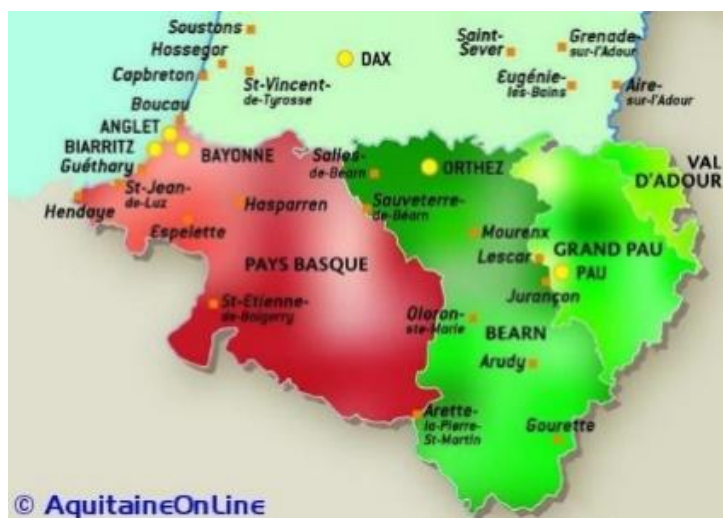 Soustons
Hossegor
Capbreton
St-Vincent-
de-Tyrosse
DAX
Saint-
Sever
Grenade-
sur-l'Adour
Eugénie-
les-Bains
Aire-
sur-l'Adour
Boucau
ANGLET
BIARRITZ
BAYONNE
Guéthary
St-Jean-
de-Luz
Hendaye
Espelette
Hasparren
PAYS BASQUE
St-Etienne-
de-Baigorry
Salies-
de-Béarn
ORTHEZ
Sauveterre-
de-Béarn
Mourenx
VAL
D'ADOUR
GRAND PAU
Lescar
PAU
Jurançon
Oloron-
Ste-Marie
BEARN
Arudy
Arette-
la-Pierre-
St-Martin
Gourette
© AquitaineOnLine